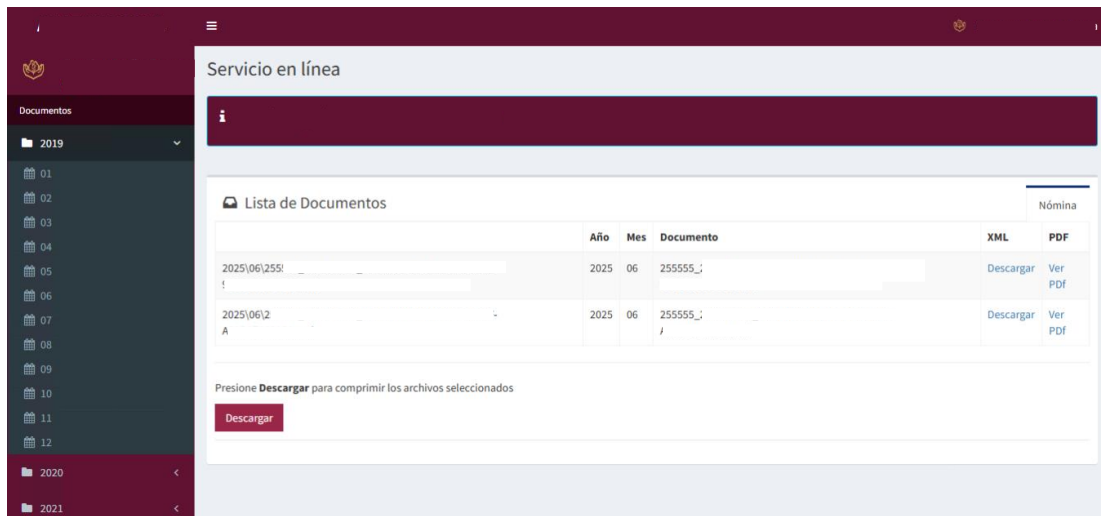 Servicio en línea
Documentos
2019
01
02
03
04
05
06
07
08
09
10
11
12
2020
2021
Lista de Documentos
Nómina
Año Mes Documento XML PDF
2025\06\255 2025 06 255555_ Descargar Ver
PDf
2025\06\2 2025 06 255555_ Descargar Ver
A PDf
Presione Descargar para comprimir los archivos seleccionados
Descargar